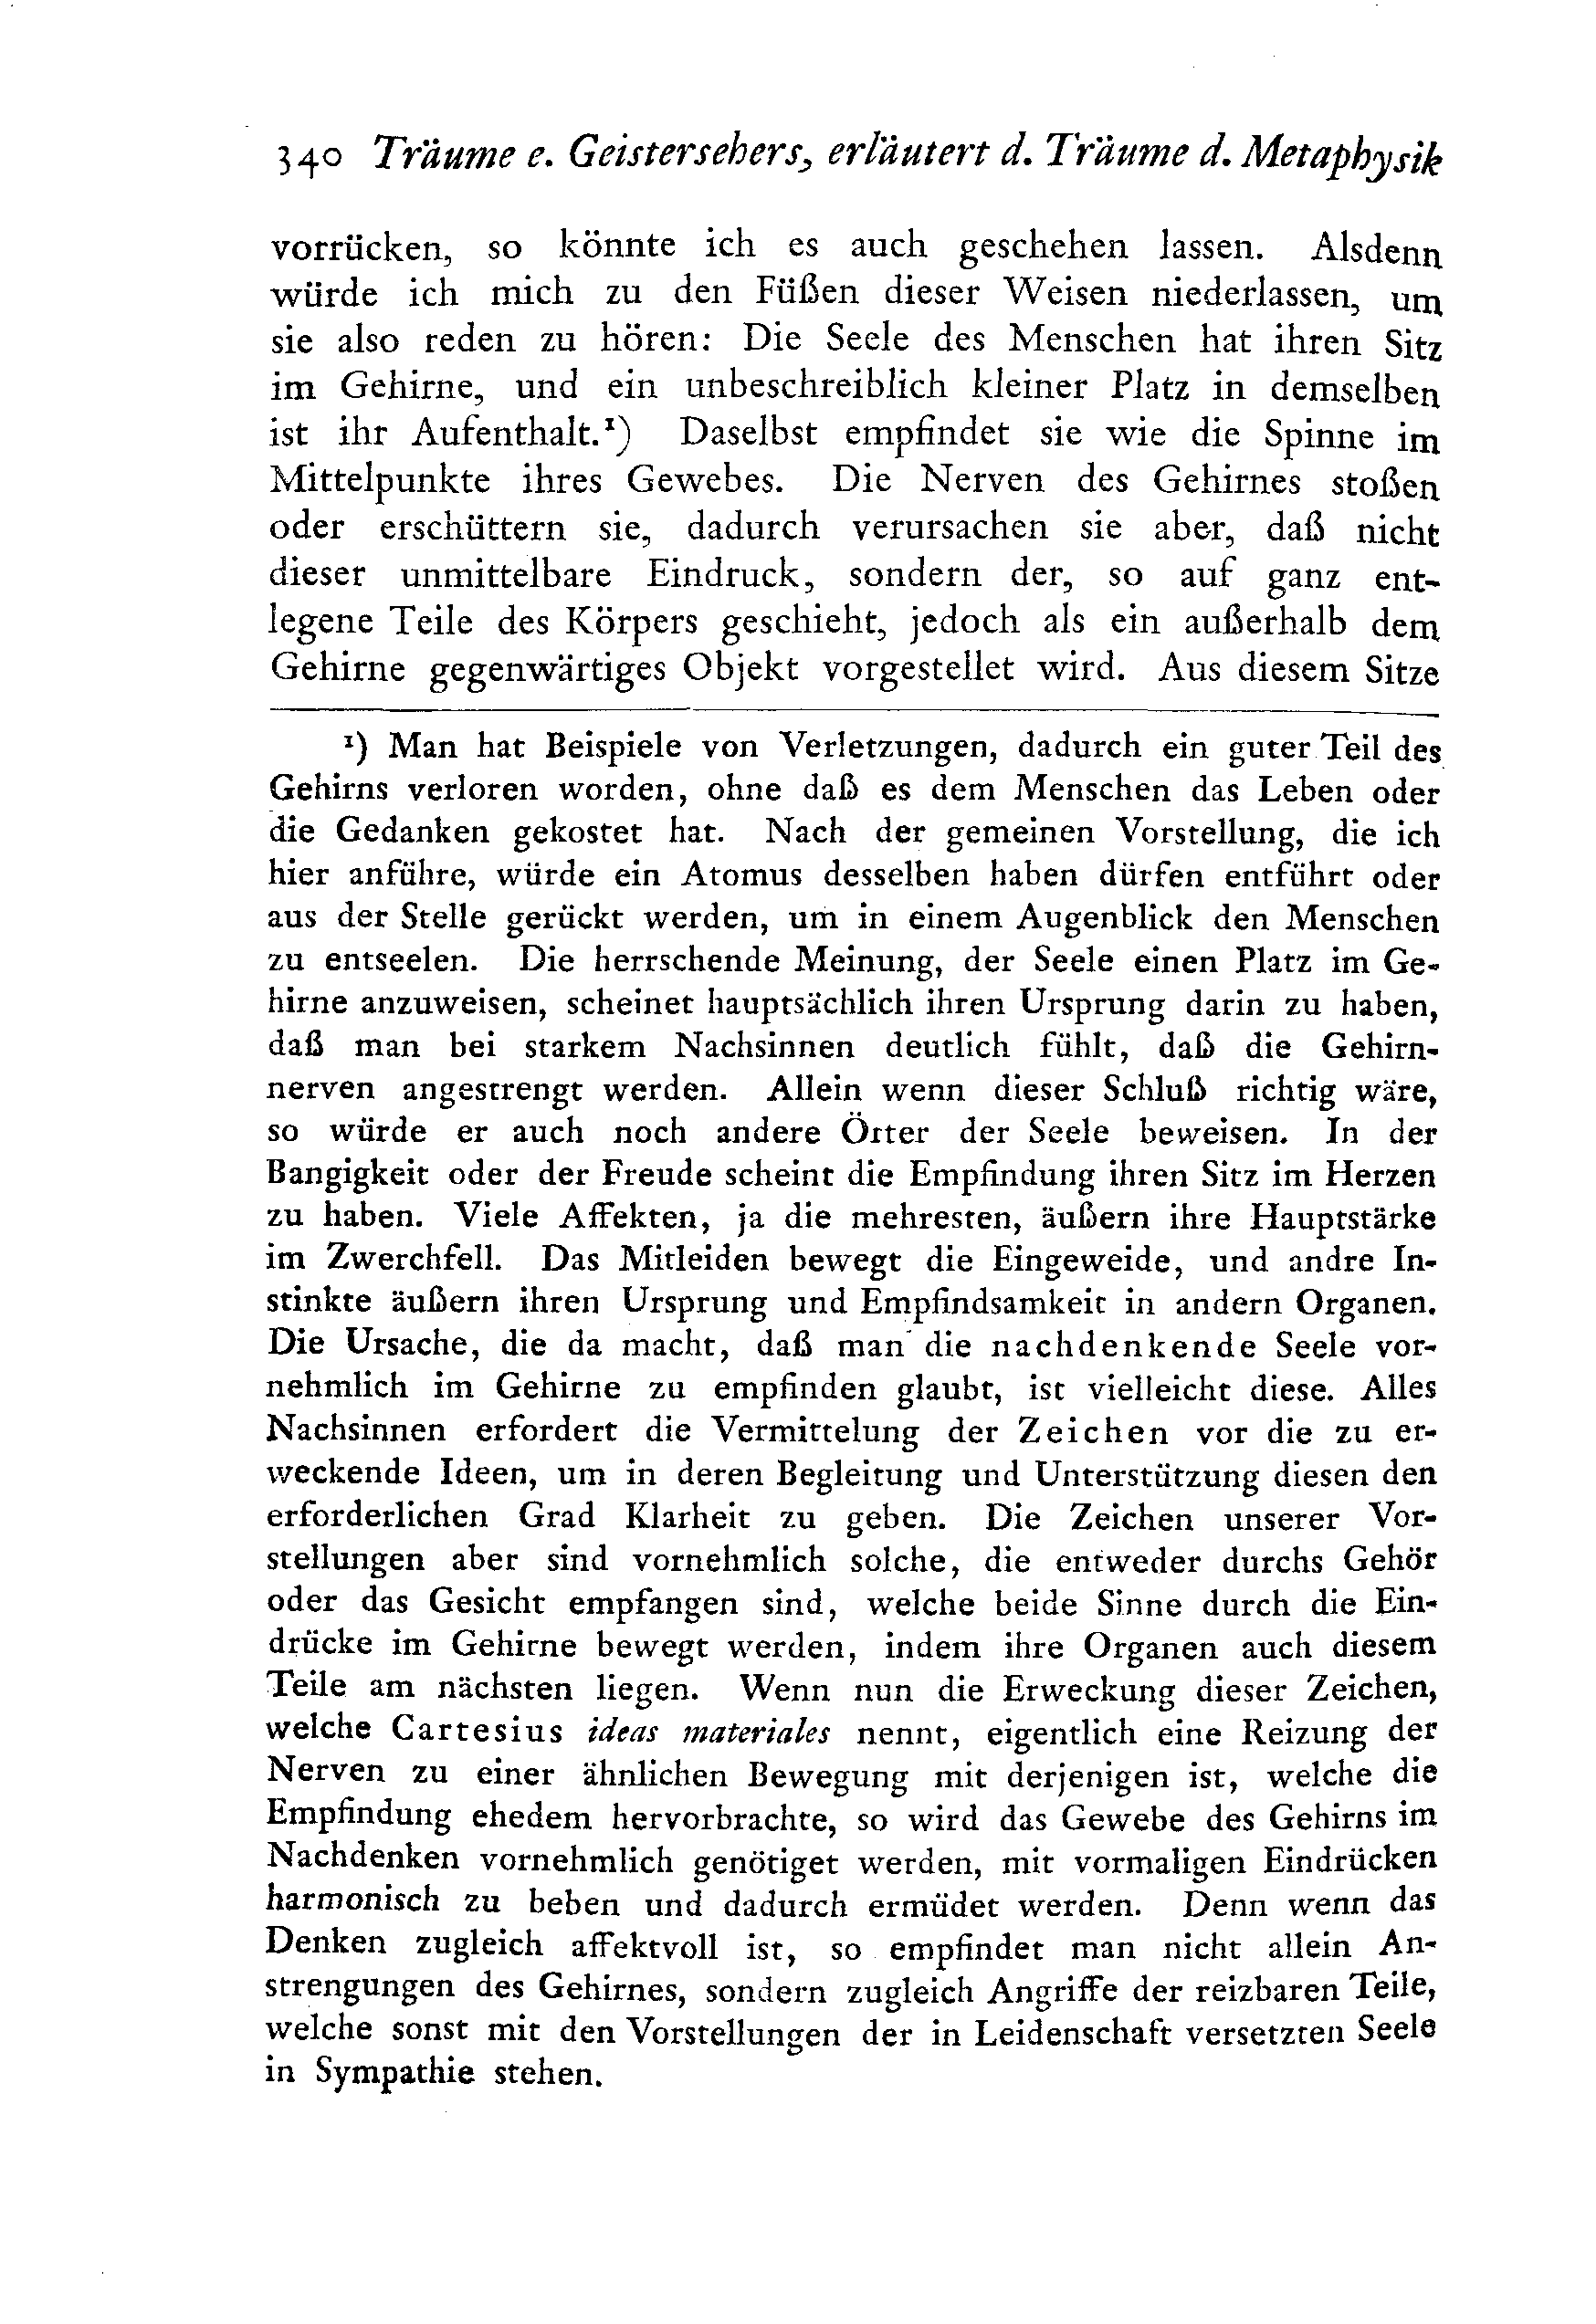 340 Träume e. Geistersehers, erläutert d. Träume d. Metaphysik
vorrücken, so könnte ich es auch geschehen lassen. Alsdenn
würde ich mich zu den Füßen dieser Weisen niederlassen, um
sie also reden zu hören: Die Seele des Menschen hat ihren Sitz
im Gehirne, und ein unbeschreiblich kleiner Platz in demselben
ist ihr Aufenthalt.¹) Daselbst empfindet sie wie die Spinne im
Mittelpunkte ihres Gewebes. Die Nerven des Gehirnes stoßen
oder erschüttern sie, dadurch verursachen sie aber, daß nicht
dieser unmittelbare Eindruck, sondern der, so auf ganz ent-
legene Teile des Körpers geschieht, jedoch als ein außerhalb dem
Gehirne gegenwärtiges Objekt vorgestellet wird. Aus diesem Sitze
¹) Man hat Beispiele von Verletzungen, dadurch ein guter Teil des
Gehirns verloren worden, ohne daß es dem Menschen das Leben oder
die Gedanken gekostet hat. Nach der gemeinen Vorstellung, die ich
hier anführe, würde ein Atomus desselben haben dürfen entführt oder
aus der Stelle gerückt werden, um in einem Augenblick den Menschen
zu entseelen. Die herrschende Meinung, der Seele einen Platz im Ge-
hirne anzuweisen, scheinet hauptsächlich ihren Ursprung darin zu haben,
daß man bei starkem Nachsinnen deutlich fühlt, daß die Gehirn-
nerven angestrengt werden. Allein wenn dieser Schluß richtig wäre,
so würde er auch noch andere Örter der Seele beweisen. In der
Bangigkeit oder der Freude scheint die Empfindung ihren Sitz im Herzen
zu haben. Viele Affekten, ja die mehresten, äußern ihre Hauptstärke
im Zwerchfell. Das Mitleiden bewegt die Eingeweide, und andre In-
stinkte äußern ihren Ursprung und Empfindsamkeit in andern Organen.
Die Ursache, die da macht, daß man die nachdenkende Seele vor-
nehmlich im Gehirne zu empfinden glaubt, ist vielleicht diese. Alles
Nachsinnen erfordert die Vermittelung der Zeichen vor die zu er-
weckende Ideen, um in deren Begleitung und Unterstützung diesen den
erforderlichen Grad Klarheit zu geben. Die Zeichen unserer Vor-
stellungen aber sind vornehmlich solche, die entweder durchs Gehör
oder das Gesicht empfangen sind, welche beide Sinne durch die Ein-
drücke im Gehirne bewegt werden, indem ihre Organen auch diesem
Teile am nächsten liegen. Wenn nun die Erweckung dieser Zeichen,
welche Cartesius ideas materiales nennt, eigentlich eine Reizung der
Nerven zu einer ähnlichen Bewegung mit derjenigen ist, welche die
Empfindung ehedem hervorbrachte, so wird das Gewebe des Gehirns im
Nachdenken vornehmlich genötiget werden, mit vormaligen Eindrücken
harmonisch zu beben und dadurch ermüdet werden. Denn wenn das
Denken zugleich affektvoll ist, so empfindet man nicht allein An-
strengungen des Gehirnes, sondern zugleich Angriffe der reizbaren Teile,
welche sonst mit den Vorstellungen der in Leidenschaft versetzten Seele
in Sympathie stehen.